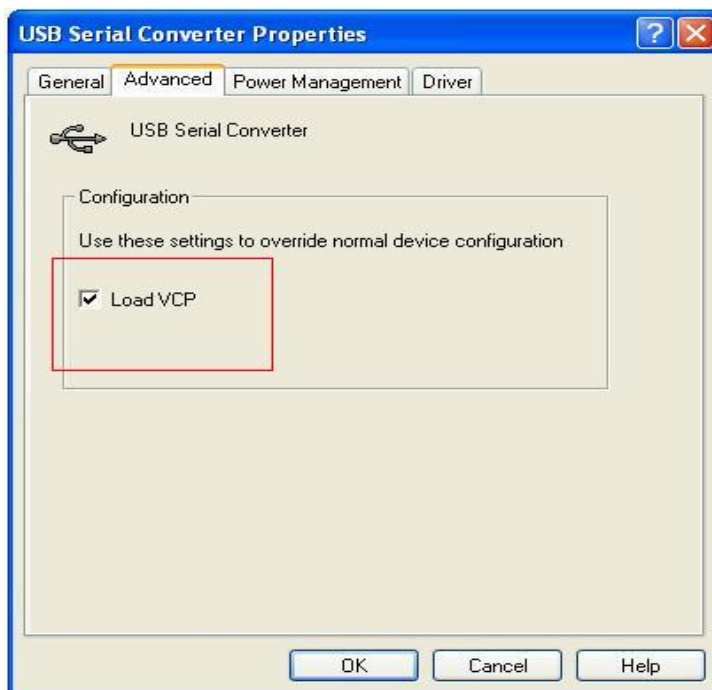 USB Serial Converter Properties
General Advanced Power Management Driver
USB Serial Converter
Configuration
Use these settings to override normal device configuration
Load VCP
OK Cancel Help